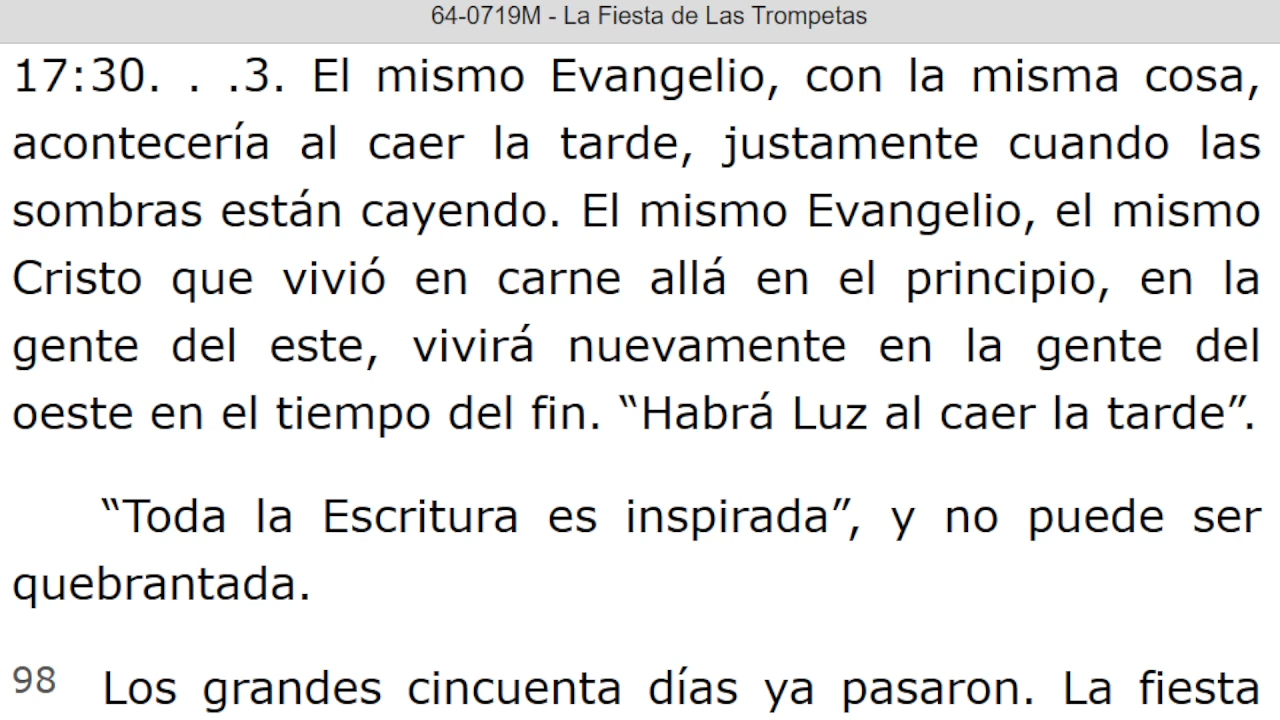 64-0719M - La Fiesta de Las Trompetas
17:30. . .3. El mismo Evangelio, con la misma cosa,
acontecería al caer la tarde, justamente cuando las
sombras están cayendo. El mismo Evangelio, el mismo
Cristo que vivió en carne allá en el principio, en la
gente del este, vivirá nuevamente en la gente del
oeste en el tiempo del fin. “Habrá Luz al caer la tarde”.
“Toda la Escritura es inspirada”, y no puede ser
quebrantada.
98 Los grandes cincuenta días ya pasaron. La fiesta